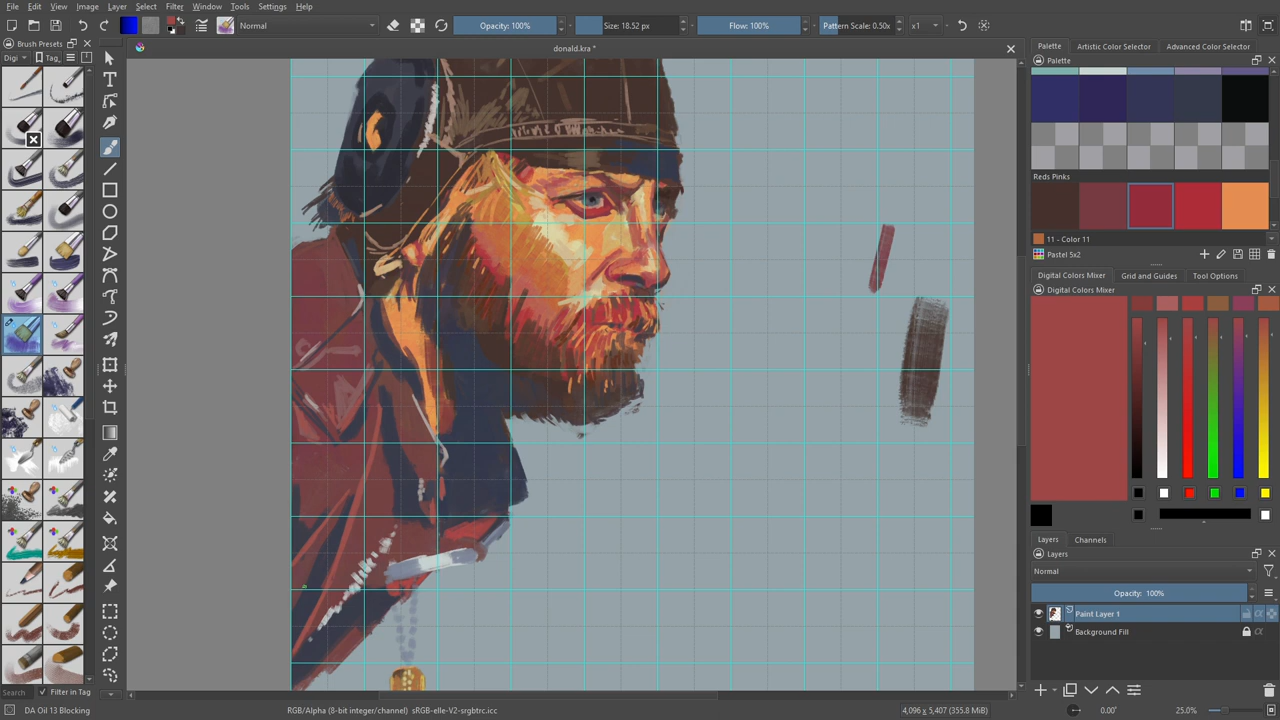 File Edit View Image Layer Select Filter Window Tools Settings Help
Normal Opacity: 100% Size: 18.52 px Flow: 100% Pattern Scale: 0.50x x1
Brush Presets
Digi Tag
donald.kra *
Palette Artistic Color Selector Advanced Color Selector
Palette
Reds Pinks
11 - Color 11
Pastel 5x2
Digital Colors Mixer Grid and Guides Tool Options
Digital Colors Mixer
Layers Channels
Layers
Normal
Opacity: 100%
Paint Layer 1
Background Fill
Search Filter in Tag
DA Oil 13 Blocking RGB/Alpha (8-bit integer/channel) sRGB-elle-V2-srgbtrc.icc 4,096 x 5,407 (355.8 MiB) 0.00° 25.0%